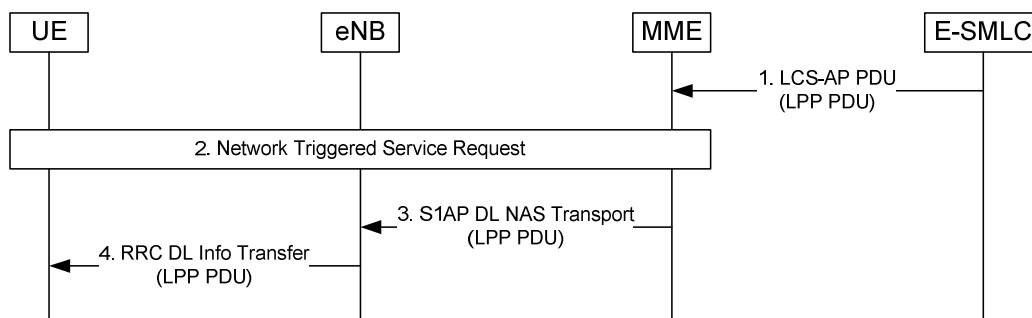 UE
eNB
MME
E-SMLC
1. LCS-AP PDU
(LPP PDU)
2. Network Triggered Service Request
3. S1AP DL NAS Transport
(LPP PDU)
4. RRC DL Info Transfer
(LPP PDU)